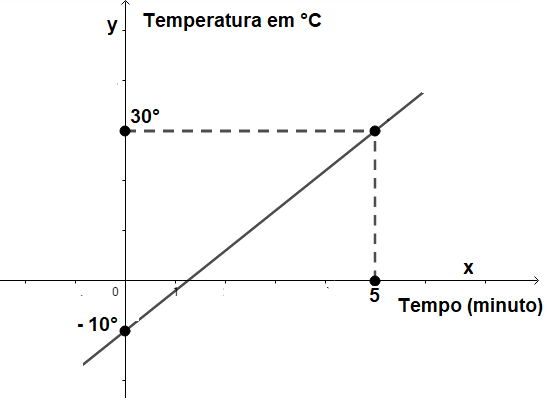 y
Temperatura em °C
30°
x
0
1
5
Tempo (minuto)
- 10°